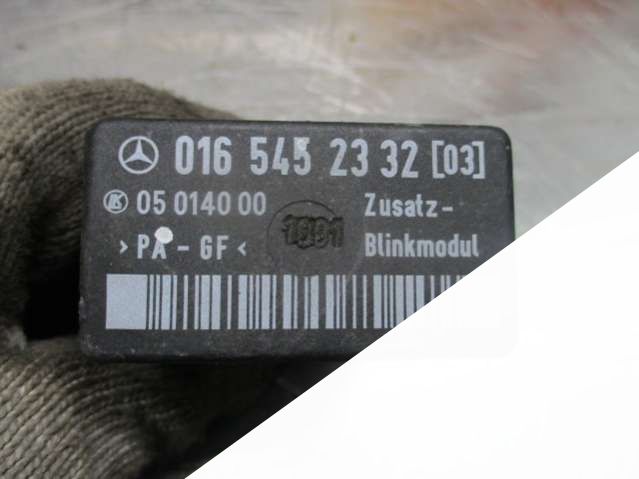 016 545 23 32 [03]
05 0140 00 Zusatz-
>PA-GF< Blinkmodul